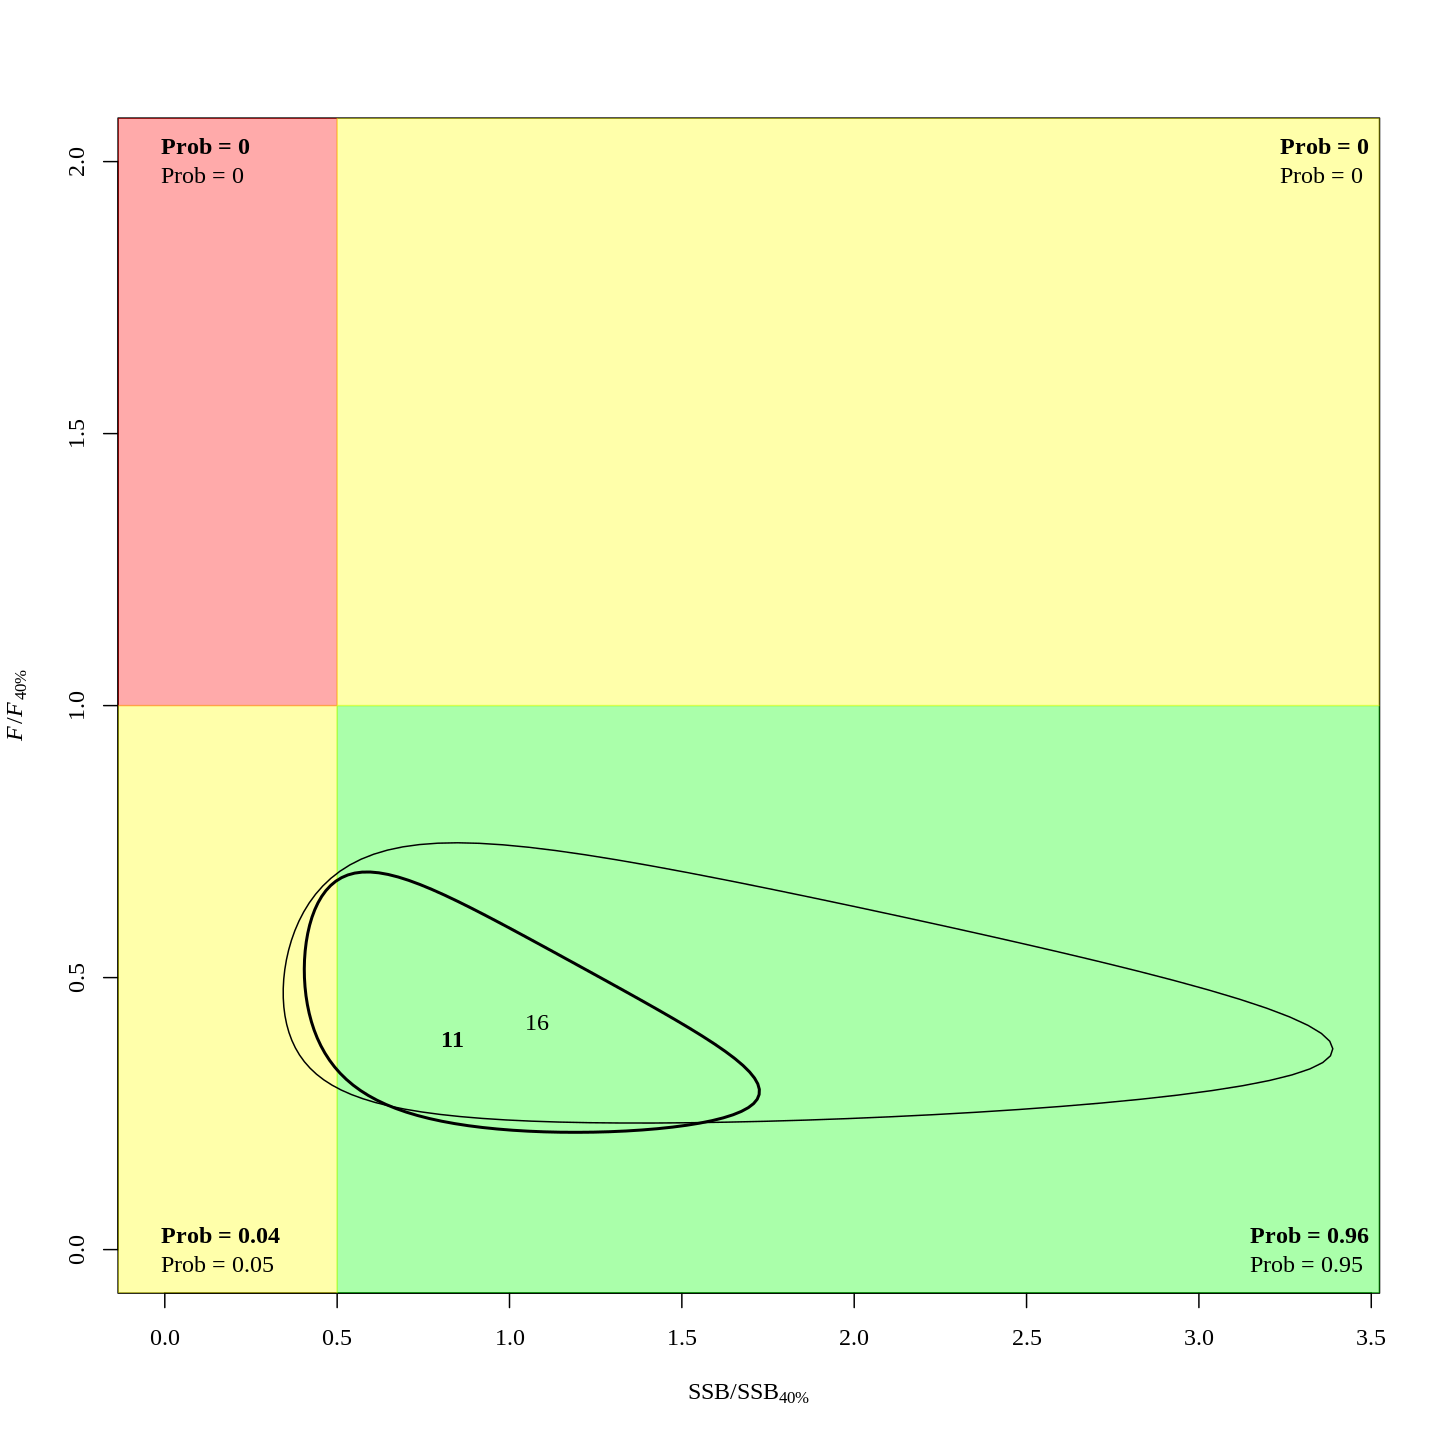 Prob = 0
Prob = 0
Prob = 0
Prob = 0
2.0
1.5
1.0
0.5
0.0
F/F40%
11
16
Prob = 0.04
Prob = 0.05
Prob = 0.96
Prob = 0.95
0.0 0.5 1.0 1.5 2.0 2.5 3.0 3.5
SSB/SSB40%